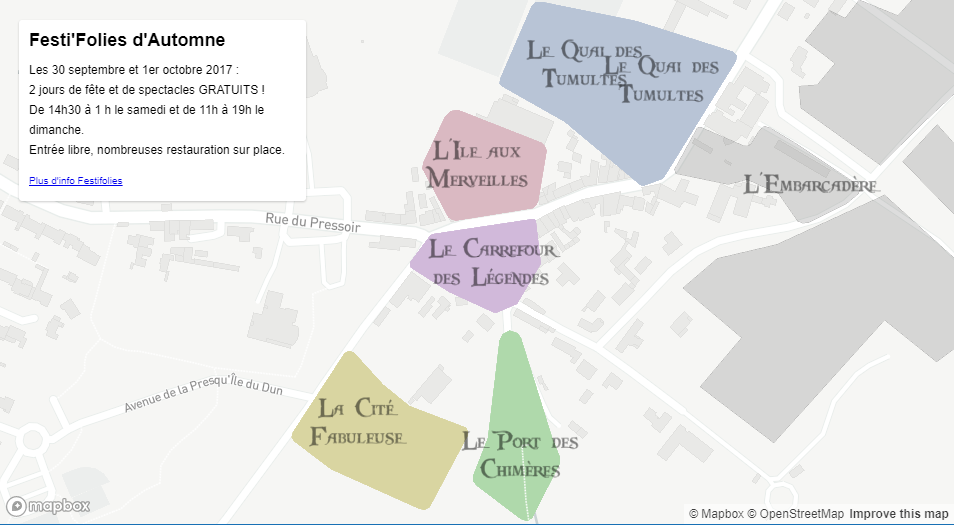 Festi'Folies d'Automne
Les 30 septembre et 1er octobre 2017 :
2 jours de fête et de spectacles GRATUITS !
De 14h30 à 1 h le samedi et de 11h à 19h le
dimanche.
Entrée libre, nombreuses restauration sur place.
Plus d'info Festifolies
Le Quai des
Tumultes
Le Quai des
Tumultes
L'Ile aux
Merveilles
L'Embarcadère
Rue du Pressoir
Le Carrefour
des Légendes
Avenue de la Presqu'Île du Dun
La Cité
Fabuleuse
Le Port des
Chimères
mapbox
© Mapbox © OpenStreetMap Improve this map